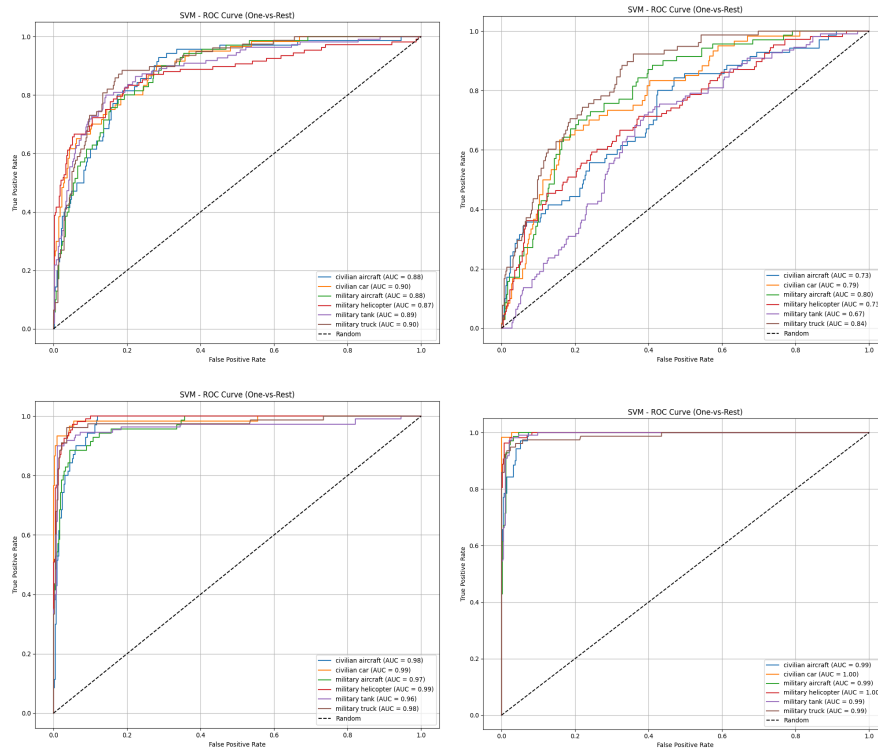 SVM - ROC Curve (One-vs-Rest)
1.0
0.8
0.6
0.4
0.2
0.0
True Positive Rate
civilian aircraft (AUC = 0.88)
civilian car (AUC = 0.90)
military aircraft (AUC = 0.88)
military helicopter (AUC = 0.87)
military tank (AUC = 0.89)
military truck (AUC = 0.90)
Random
0.0 0.2 0.4 0.6 0.8 1.0
False Positive Rate
SVM - ROC Curve (One-vs-Rest)
1.0
0.8
0.6
0.4
0.2
0.0
True Positive Rate
civilian aircraft (AUC = 0.73)
civilian car (AUC = 0.79)
military aircraft (AUC = 0.80)
military helicopter (AUC = 0.73
military tank (AUC = 0.67)
military truck (AUC = 0.84)
Random
0.0 0.2 0.4 0.6 0.8 1.0
False Positive Rate
SVM - ROC Curve (One-vs-Rest)
1.0
0.8
0.6
0.4
0.2
0.0
True Positive Rate
civilian aircraft (AUC = 0.98)
civilian car (AUC = 0.99)
military aircraft (AUC = 0.97)
military helicopter (AUC = 0.99)
military tank (AUC = 0.96)
military truck (AUC = 0.98)
Random
0.0 0.2 0.4 0.6 0.8 1.0
False Positive Rate
SVM - ROC Curve (One-vs-Rest)
1.0
0.8
0.6
0.4
0.2
0.0
True Positive Rate
civilian aircraft (AUC = 0.99)
civilian car (AUC = 1.00)
military aircraft (AUC = 0.99)
military helicopter (AUC = 1.00
military tank (AUC = 0.99)
military truck (AUC = 0.99)
Random
0.0 0.2 0.4 0.6 0.8 1.0
False Positive Rate